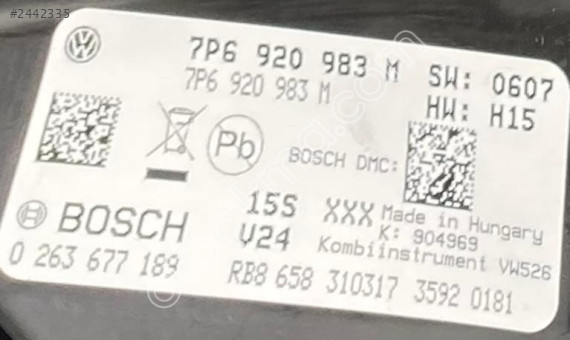 #2442335
7P6 920 983 M SW: 0607
7P6 920 983 M HW: H15
Pb
BOSCH DMC:
BOSCH 15S XXX Made in Hungary
V24 K: 904969
Kombiinstrument VW526
0 263 677 189 RB8 658 310317 3592 0181